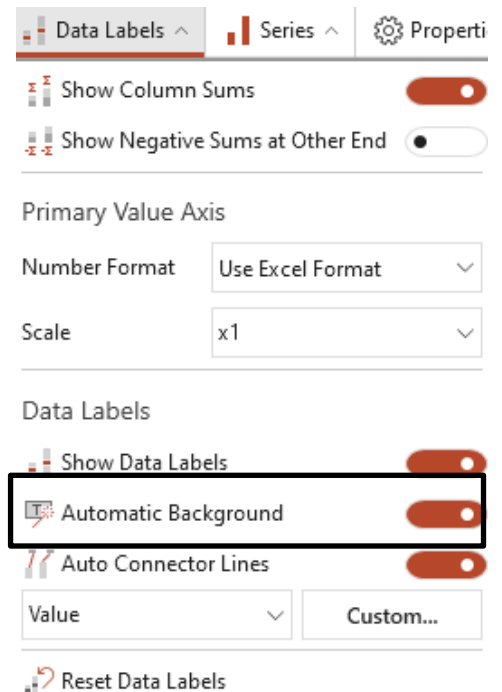 Data Labels Series Properti
Show Column Sums
Show Negative Sums at Other End
Primary Value Axis
Number Format Use Excel Format
Scale x1
Data Labels
Show Data Labels
Automatic Background
Auto Connector Lines
Value Custom...
Reset Data Labels